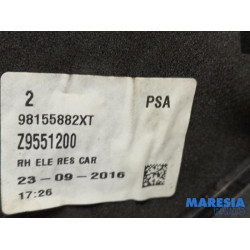 2 PSA
98155882XT
Z9551200
RH ELE RES CAR
23-09-2016
17:26
MARESIA